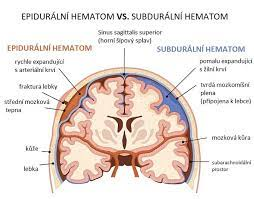 EPIDURÁLNÍ HEMATOM VS. SUBDURÁLNÍ HEMATOM
Sinus sagittalis superior
(horní šípový splav)
EPIDURÁLNÍ HEMATOM
rychle expandující
s arteriální krví
fraktura lebky
střední mozková
tepna
kůže
lebka
SUBDURÁLNÍ HEMATOM
pomalu expandující
s žilní krví
tvrdá mozkomíšní
plena
(připojena k lebce)
mozková kůra
subarachnoidální
prostor